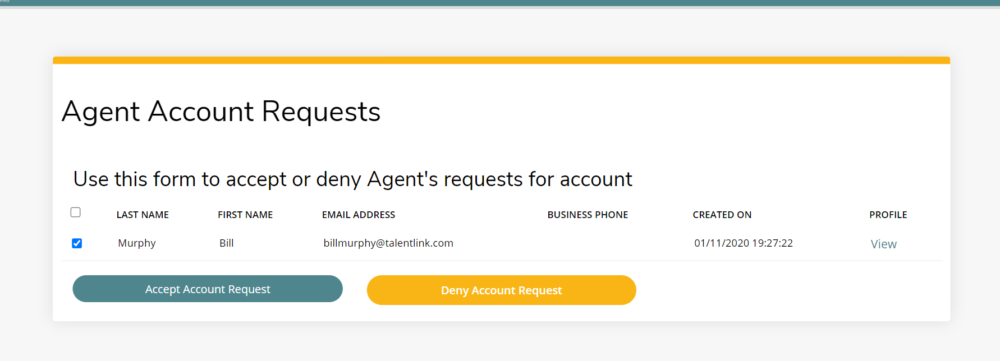 Agent Account Requests
Use this form to accept or deny Agent's requests for account
LAST NAME FIRST NAME EMAIL ADDRESS BUSINESS PHONE CREATED ON PROFILE
Murphy Bill billmurphy@talentlink.com 01/11/2020 19:27:22 View
Accept Account Request Deny Account Request